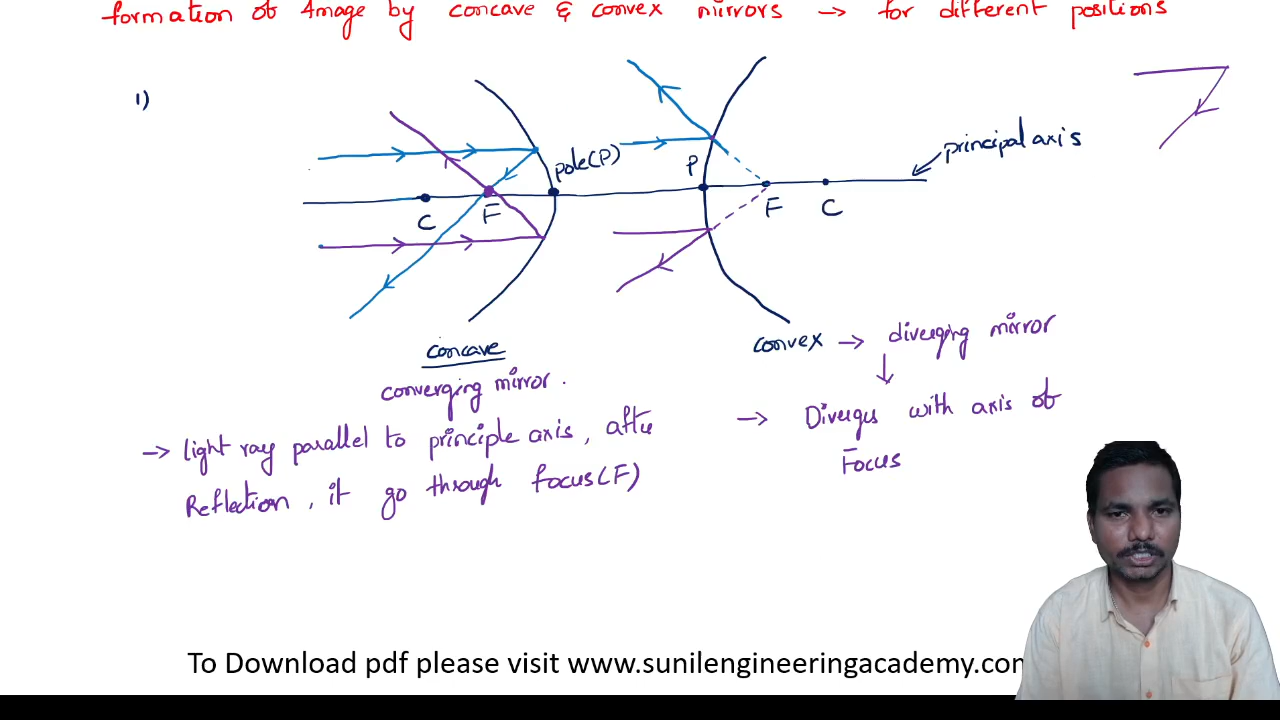 formation of Image by concave & convex mirrors → for different positions
1)
pole(P)
P
principal axis
C
F
F
C
concave
convex → diverging mirror
converging mirror.
→ light ray parallel to principle axis, after
Reflection, it go through focus(F)
→ Diverges with axis of
Focus
To Download pdf please visit www.sunilengineeringacademy.com